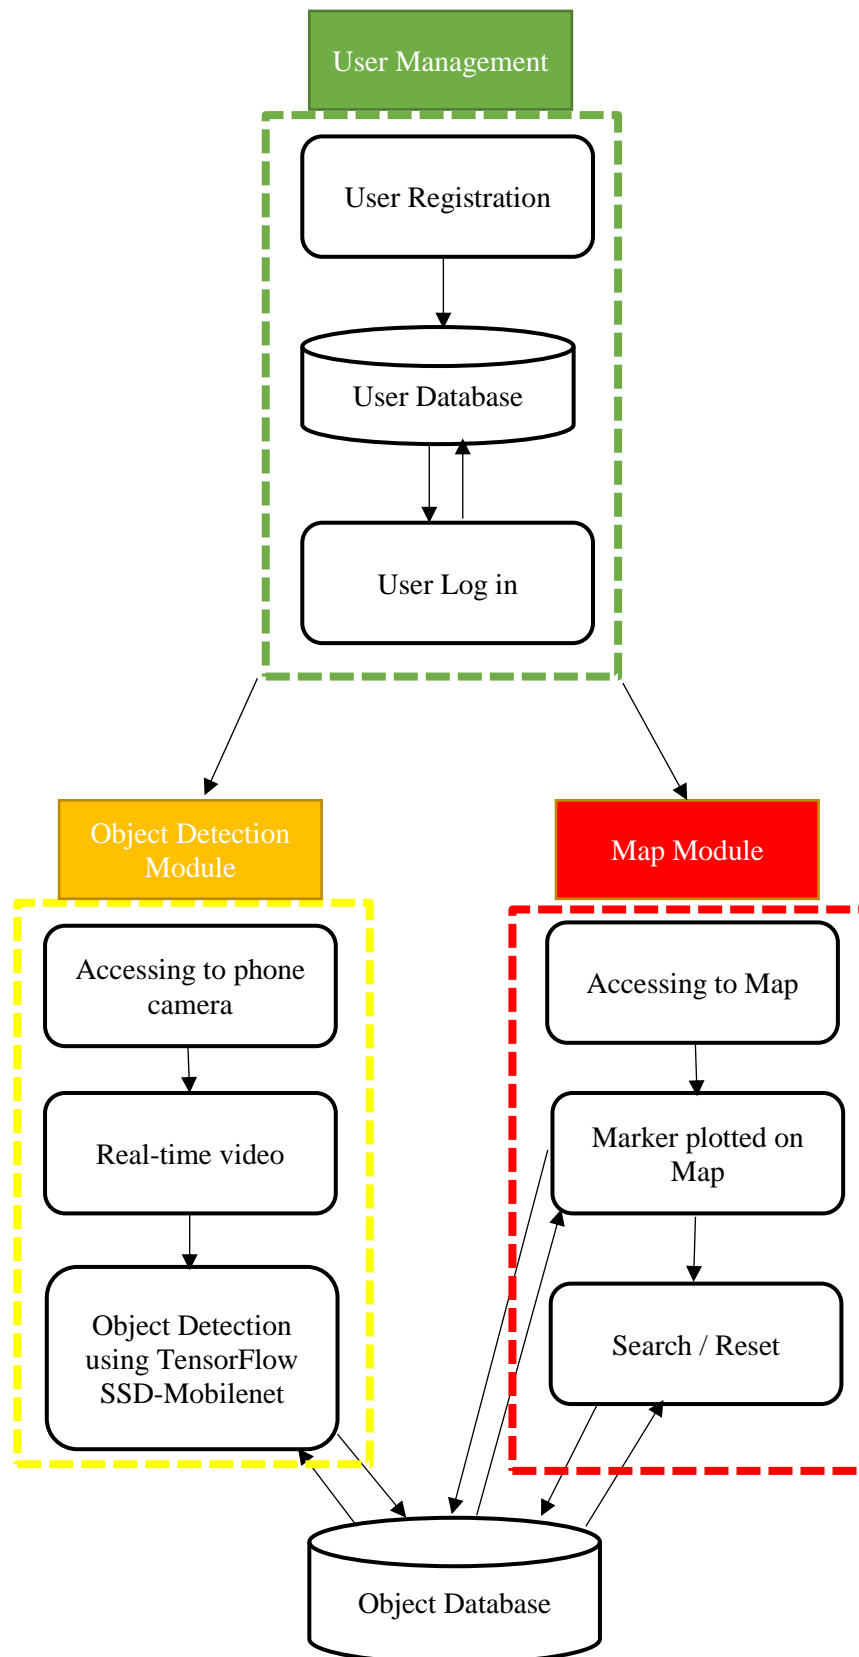 User Management
User Registration
User Database
User Log in
Object Detection
Module
Accessing to phone
camera
Real-time video
Object Detection
using TensorFlow
SSD-Mobilenet
Map Module
Accessing to Map
Marker plotted on
Map
Search / Reset
Object Database